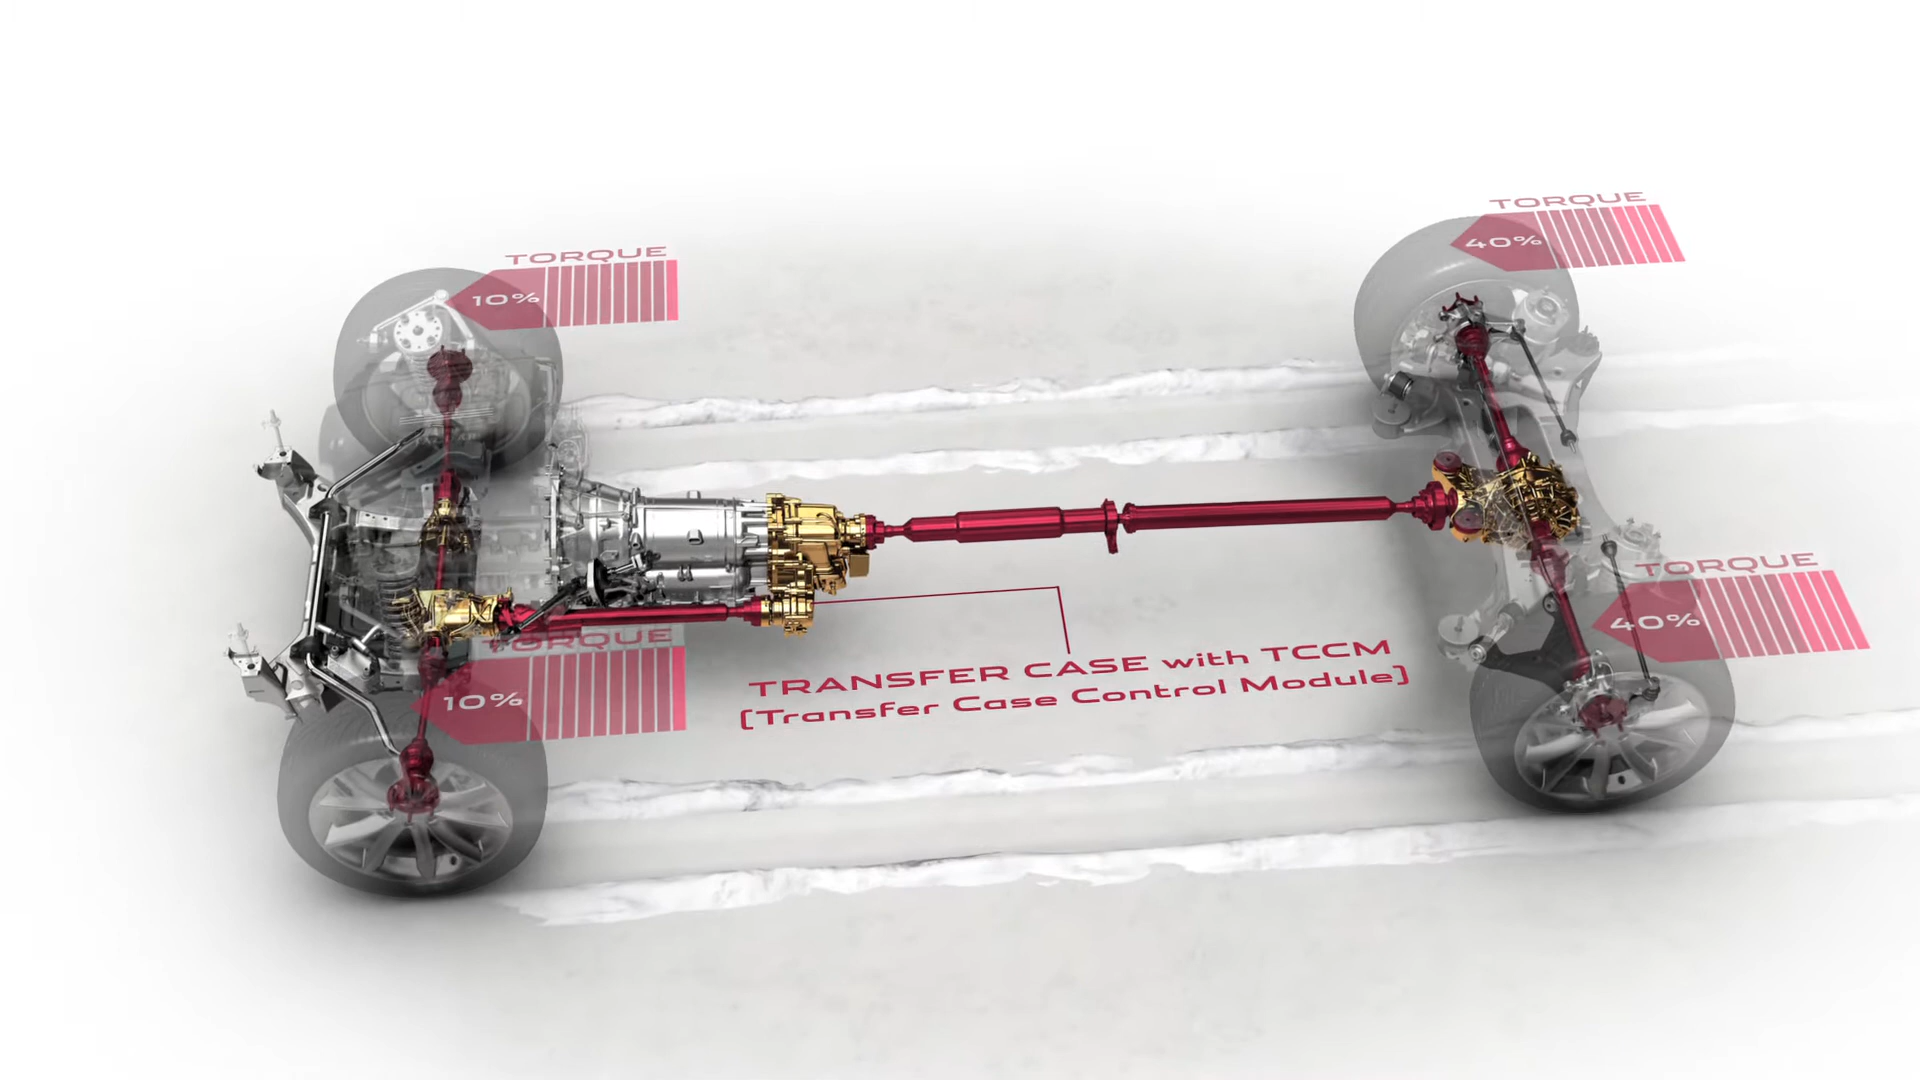 TORQUE
40%
TORQUE
10%
TORQUE
40%
TORQUE
10%
TRANSFER CASE with TCCM
(Transfer Case Control Module)